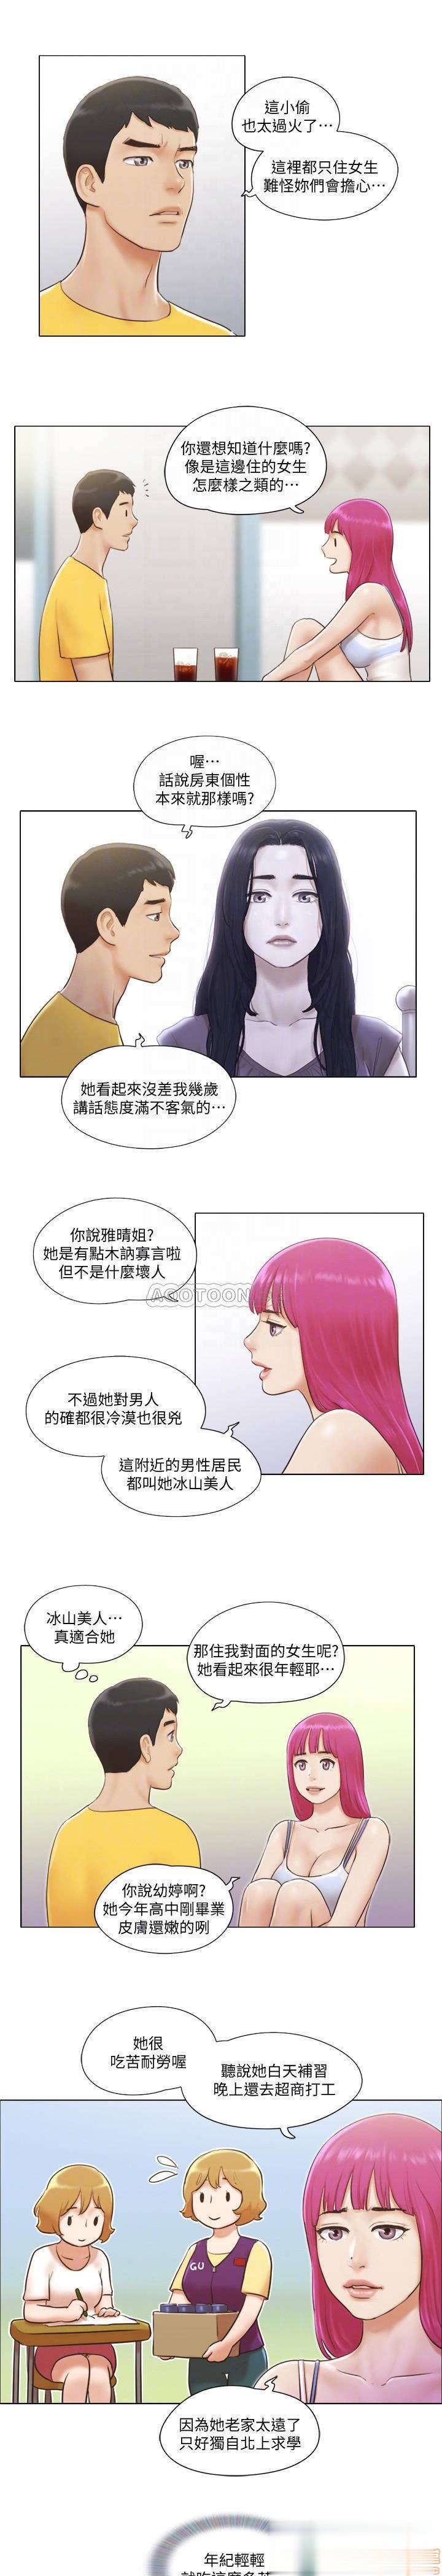 這小偷
也太過火了…
這裡都只住女生
難怪妳們會擔心…
你還想知道什麼嗎?
像是這邊住的女生
怎麼樣之類的…
喔…
話說房東個性
本來就那樣嗎?
她看起來沒差我幾歲
講話態度滿不客氣的…
你說雅晴姐?
她是有點木訥寡言啦
但不是什麼壞人
不過她對男人
的確都很冷漠也很兇
這附近的男性居民
都叫她冰山美人
冰山美人…
真適合她
那住我對面的女生呢?
她看起來很年輕耶…
你說幼婷啊?
她今年高中剛畢業
皮膚還嫩的咧
她很
吃苦耐勞喔
聽說她白天補習
晚上還去超商打工
GU
因為她老家太遠了
只好獨自北上求學
年紀輕輕